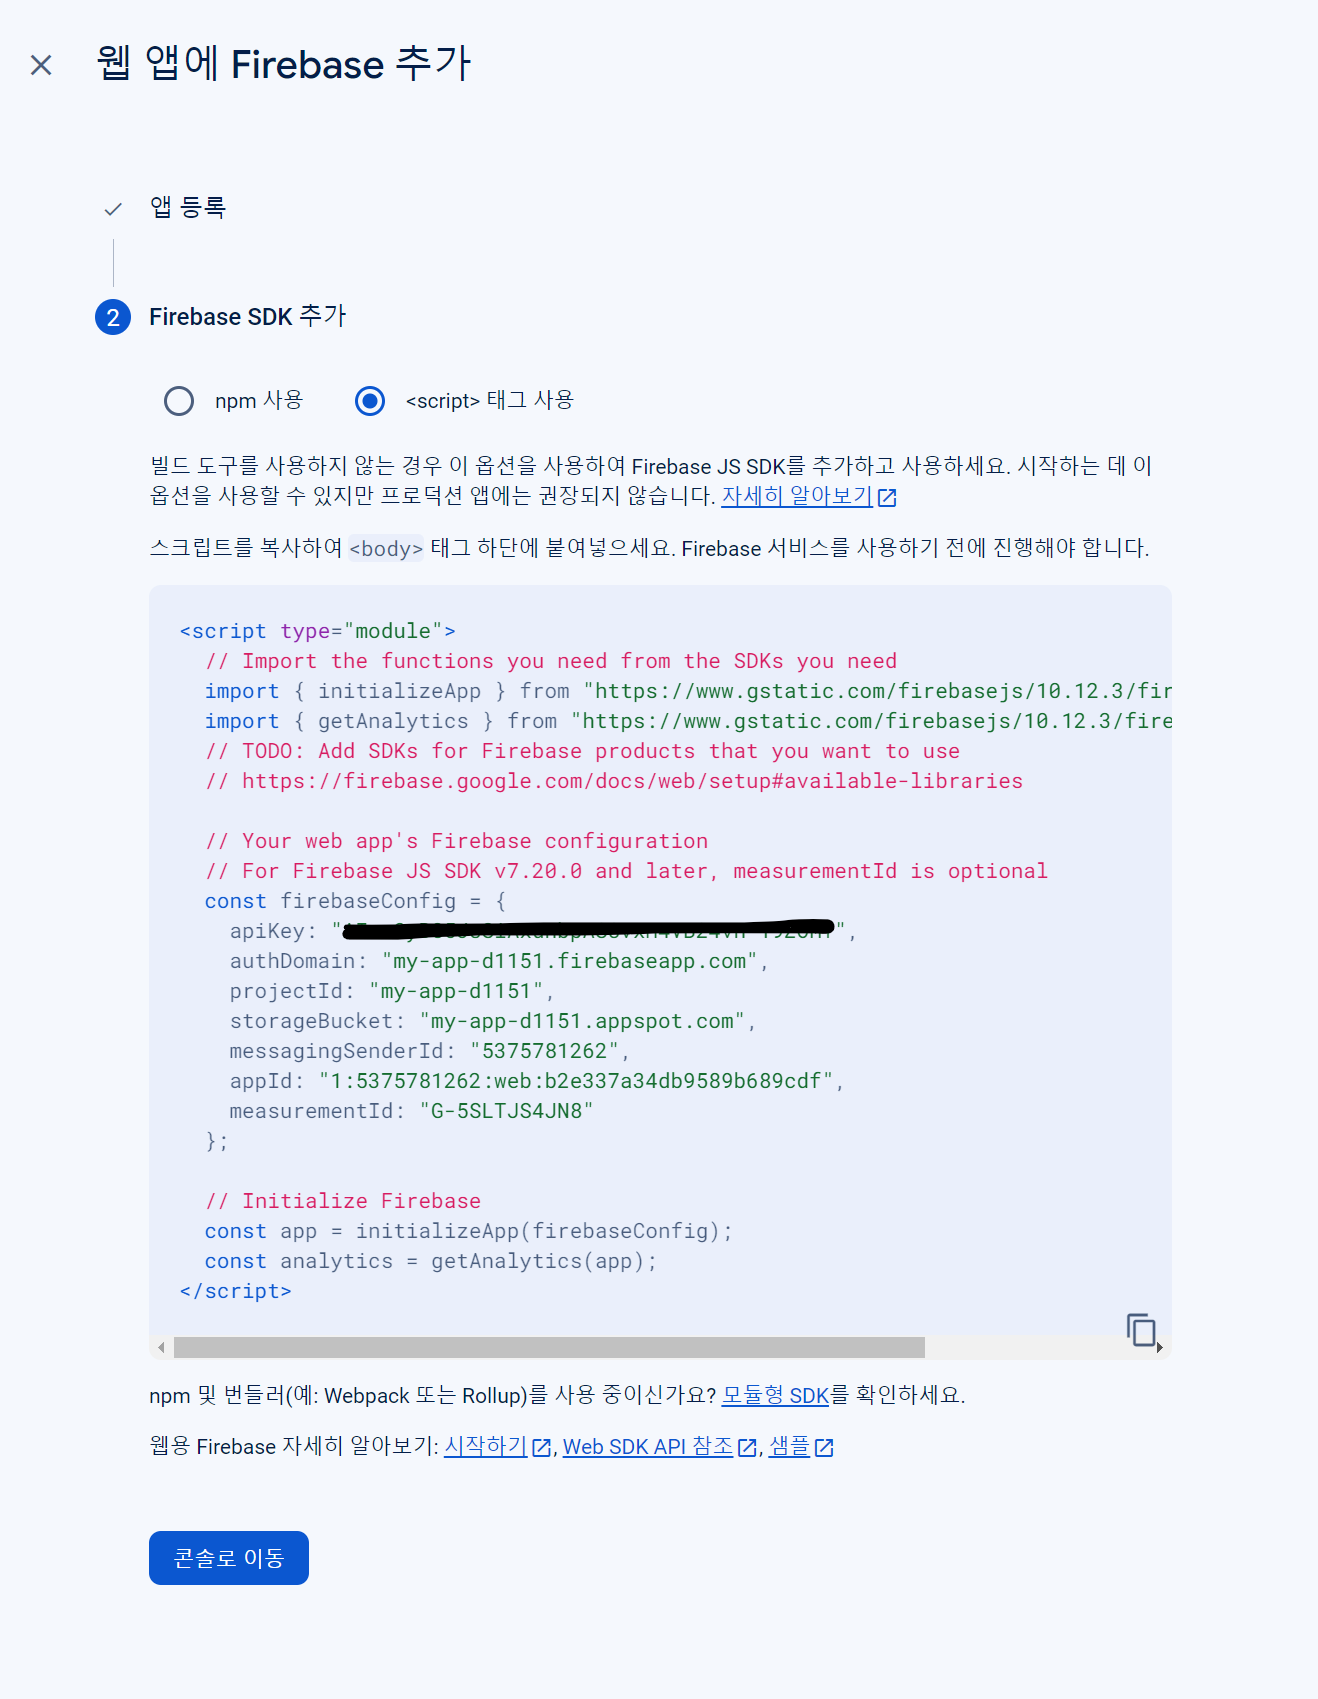 웹 앱에 Firebase 추가
앱 등록
2 Firebase SDK 추가
npm 사용 <script> 태그 사용
빌드 도구를 사용하지 않는 경우 이 옵션을 사용하여 Firebase JS SDK를 추가하고 사용하세요. 시작하는 데 이
옵션을 사용할 수 있지만 프로덕션 앱에는 권장되지 않습니다. 자세히 알아보기
스크립트를 복사하여 <body> 태그 하단에 붙여넣으세요. Firebase 서비스를 사용하기 전에 진행해야 합니다.
<script type="module">
// Import the functions you need from the SDKs you need
import { initializeApp } from "https://www.gstatic.com/firebasejs/10.12.3/fir
import { getAnalytics } from "https://www.gstatic.com/firebasejs/10.12.3/fire
// TODO: Add SDKs for Firebase products that you want to use
// https://firebase.google.com/docs/web/setup#available-libraries
// Your web app's Firebase configuration
// For Firebase JS SDK v7.20.0 and later, measurementId is optional
const firebaseConfig = {
apiKey: "",
authDomain: "my-app-d1151.firebaseapp.com",
projectId: "my-app-d1151",
storageBucket: "my-app-d1151.appspot.com",
messagingSenderId: "5375781262",
appId: "1:5375781262:web:b2e337a34db9589b689cdf",
measurementId: "G-5SLTJS4JN8"
};
// Initialize Firebase
const app = initializeApp(firebaseConfig);
const analytics = getAnalytics(app);
</script>
npm 및 번들러(예: Webpack 또는 Rollup)를 사용 중이신가요? 모듈형 SDK를 확인하세요.
웹용 Firebase 자세히 알아보기: 시작하기, Web SDK API 참조, 샘플
콘솔로 이동